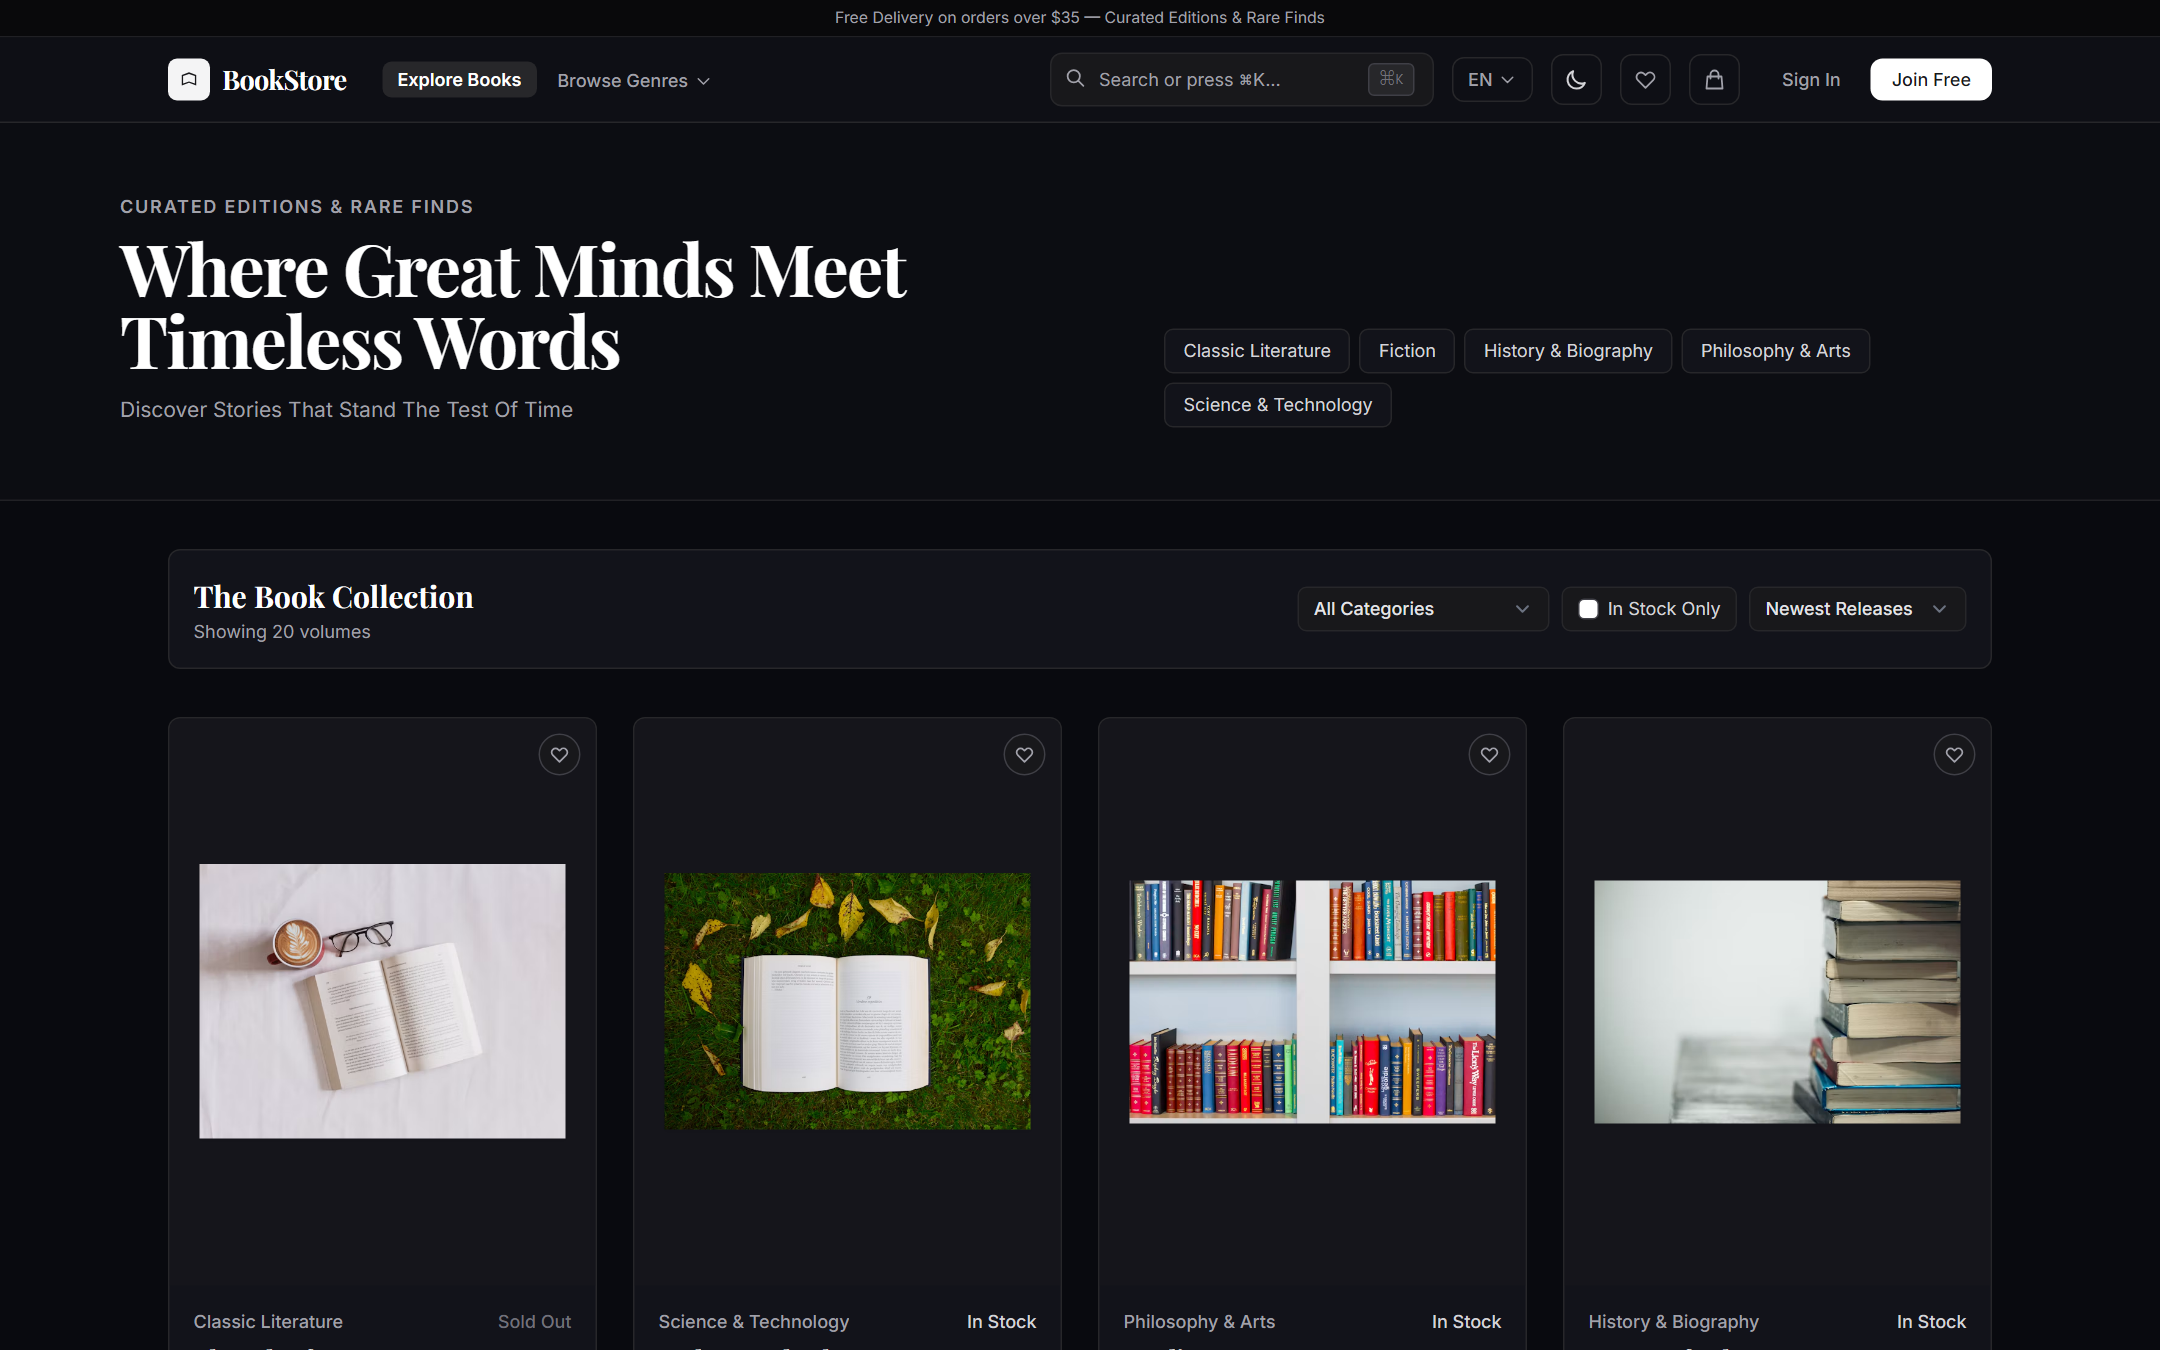 Free Delivery on orders over $35 — Curated Editions & Rare Finds
BookStore
Explore Books
Browse Genres
Search or press ⌘K...
⌘K
EN
Sign In
Join Free
CURATED EDITIONS & RARE FINDS
Where Great Minds Meet
Timeless Words
Discover Stories That Stand The Test Of Time
Classic Literature
Fiction
History & Biography
Philosophy & Arts
Science & Technology
The Book Collection
Showing 20 volumes
All Categories
In Stock Only
Newest Releases
Classic Literature
Sold Out
Science & Technology
In Stock
Philosophy & Arts
In Stock
History & Biography
In Stock